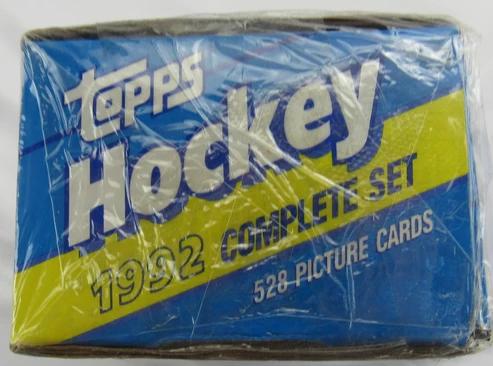 Topps
Hockey
1992 COMPLETE SET
528 PICTURE CARDS